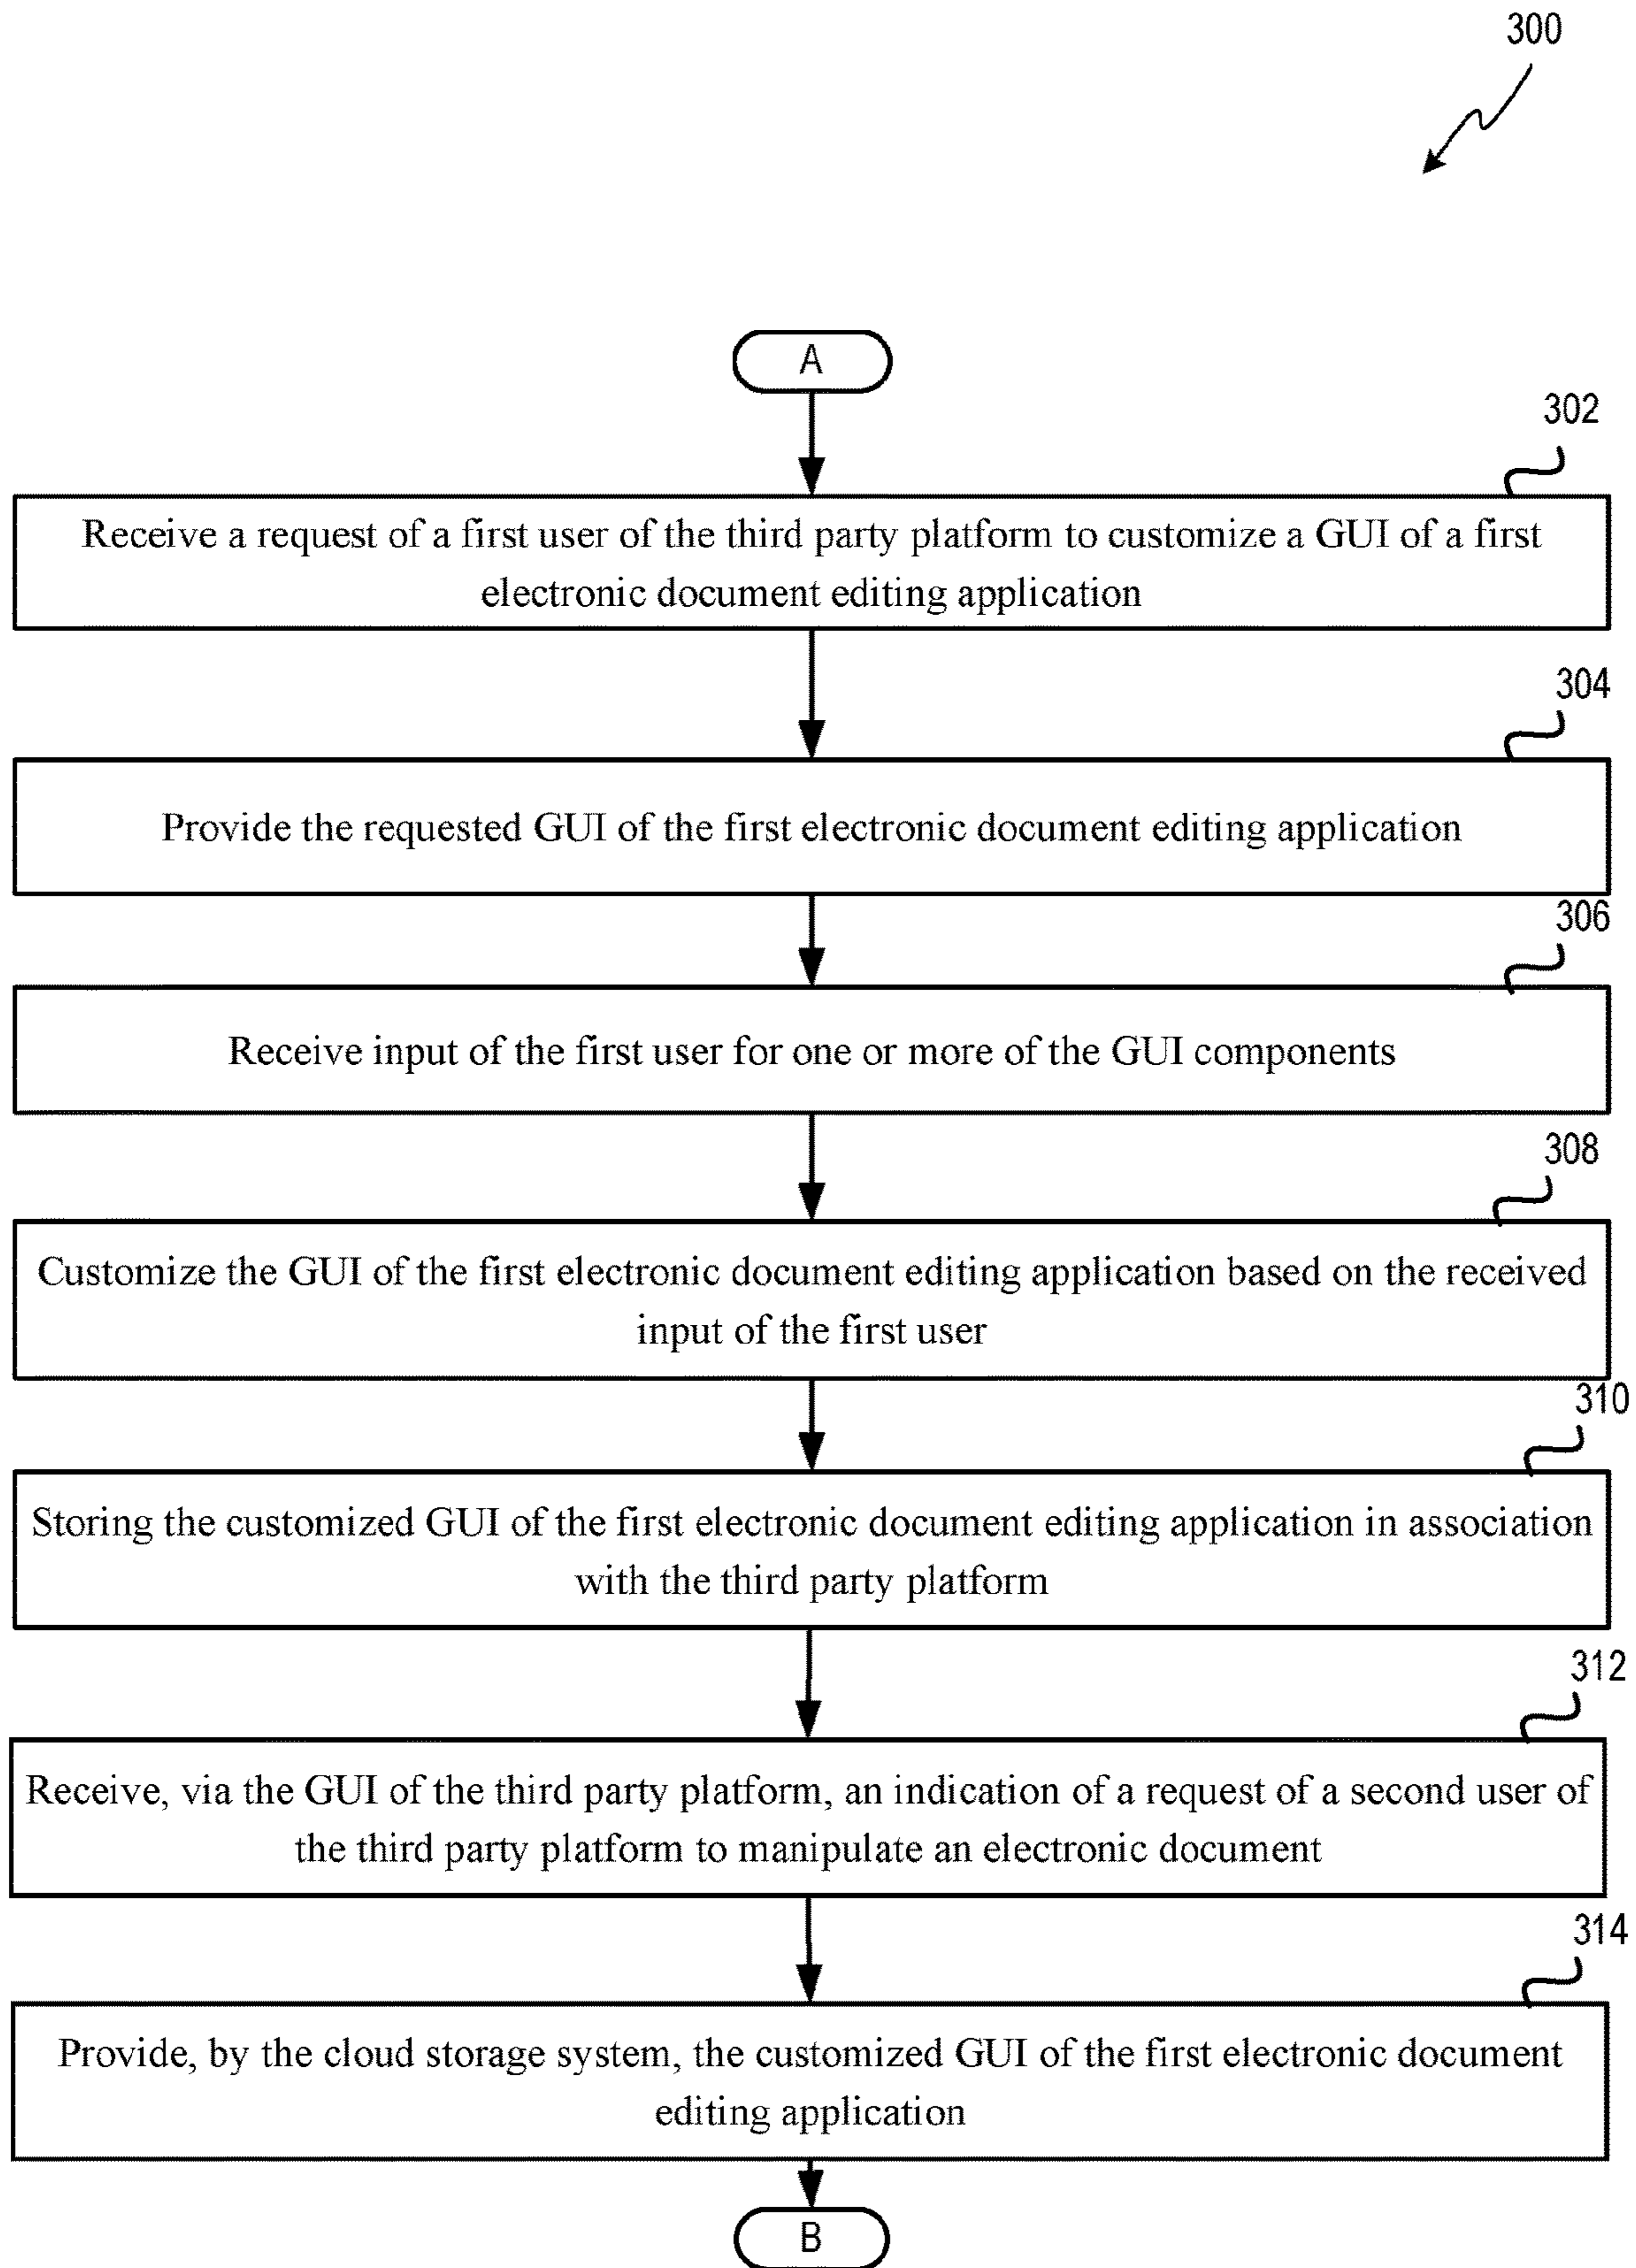 300
A
302
Receive a request of a first user of the third party platform to customize a GUI of a first
electronic document editing application
304
Provide the requested GUI of the first electronic document editing application
306
Receive input of the first user for one or more of the GUI components
308
Customize the GUI of the first electronic document editing application based on the received
input of the first user
310
Storing the customized GUI of the first electronic document editing application in association
with the third party platform
312
Receive, via the GUI of the third party platform, an indication of a request of a second user of
the third party platform to manipulate an electronic document
314
Provide, by the cloud storage system, the customized GUI of the first electronic document
editing application
B